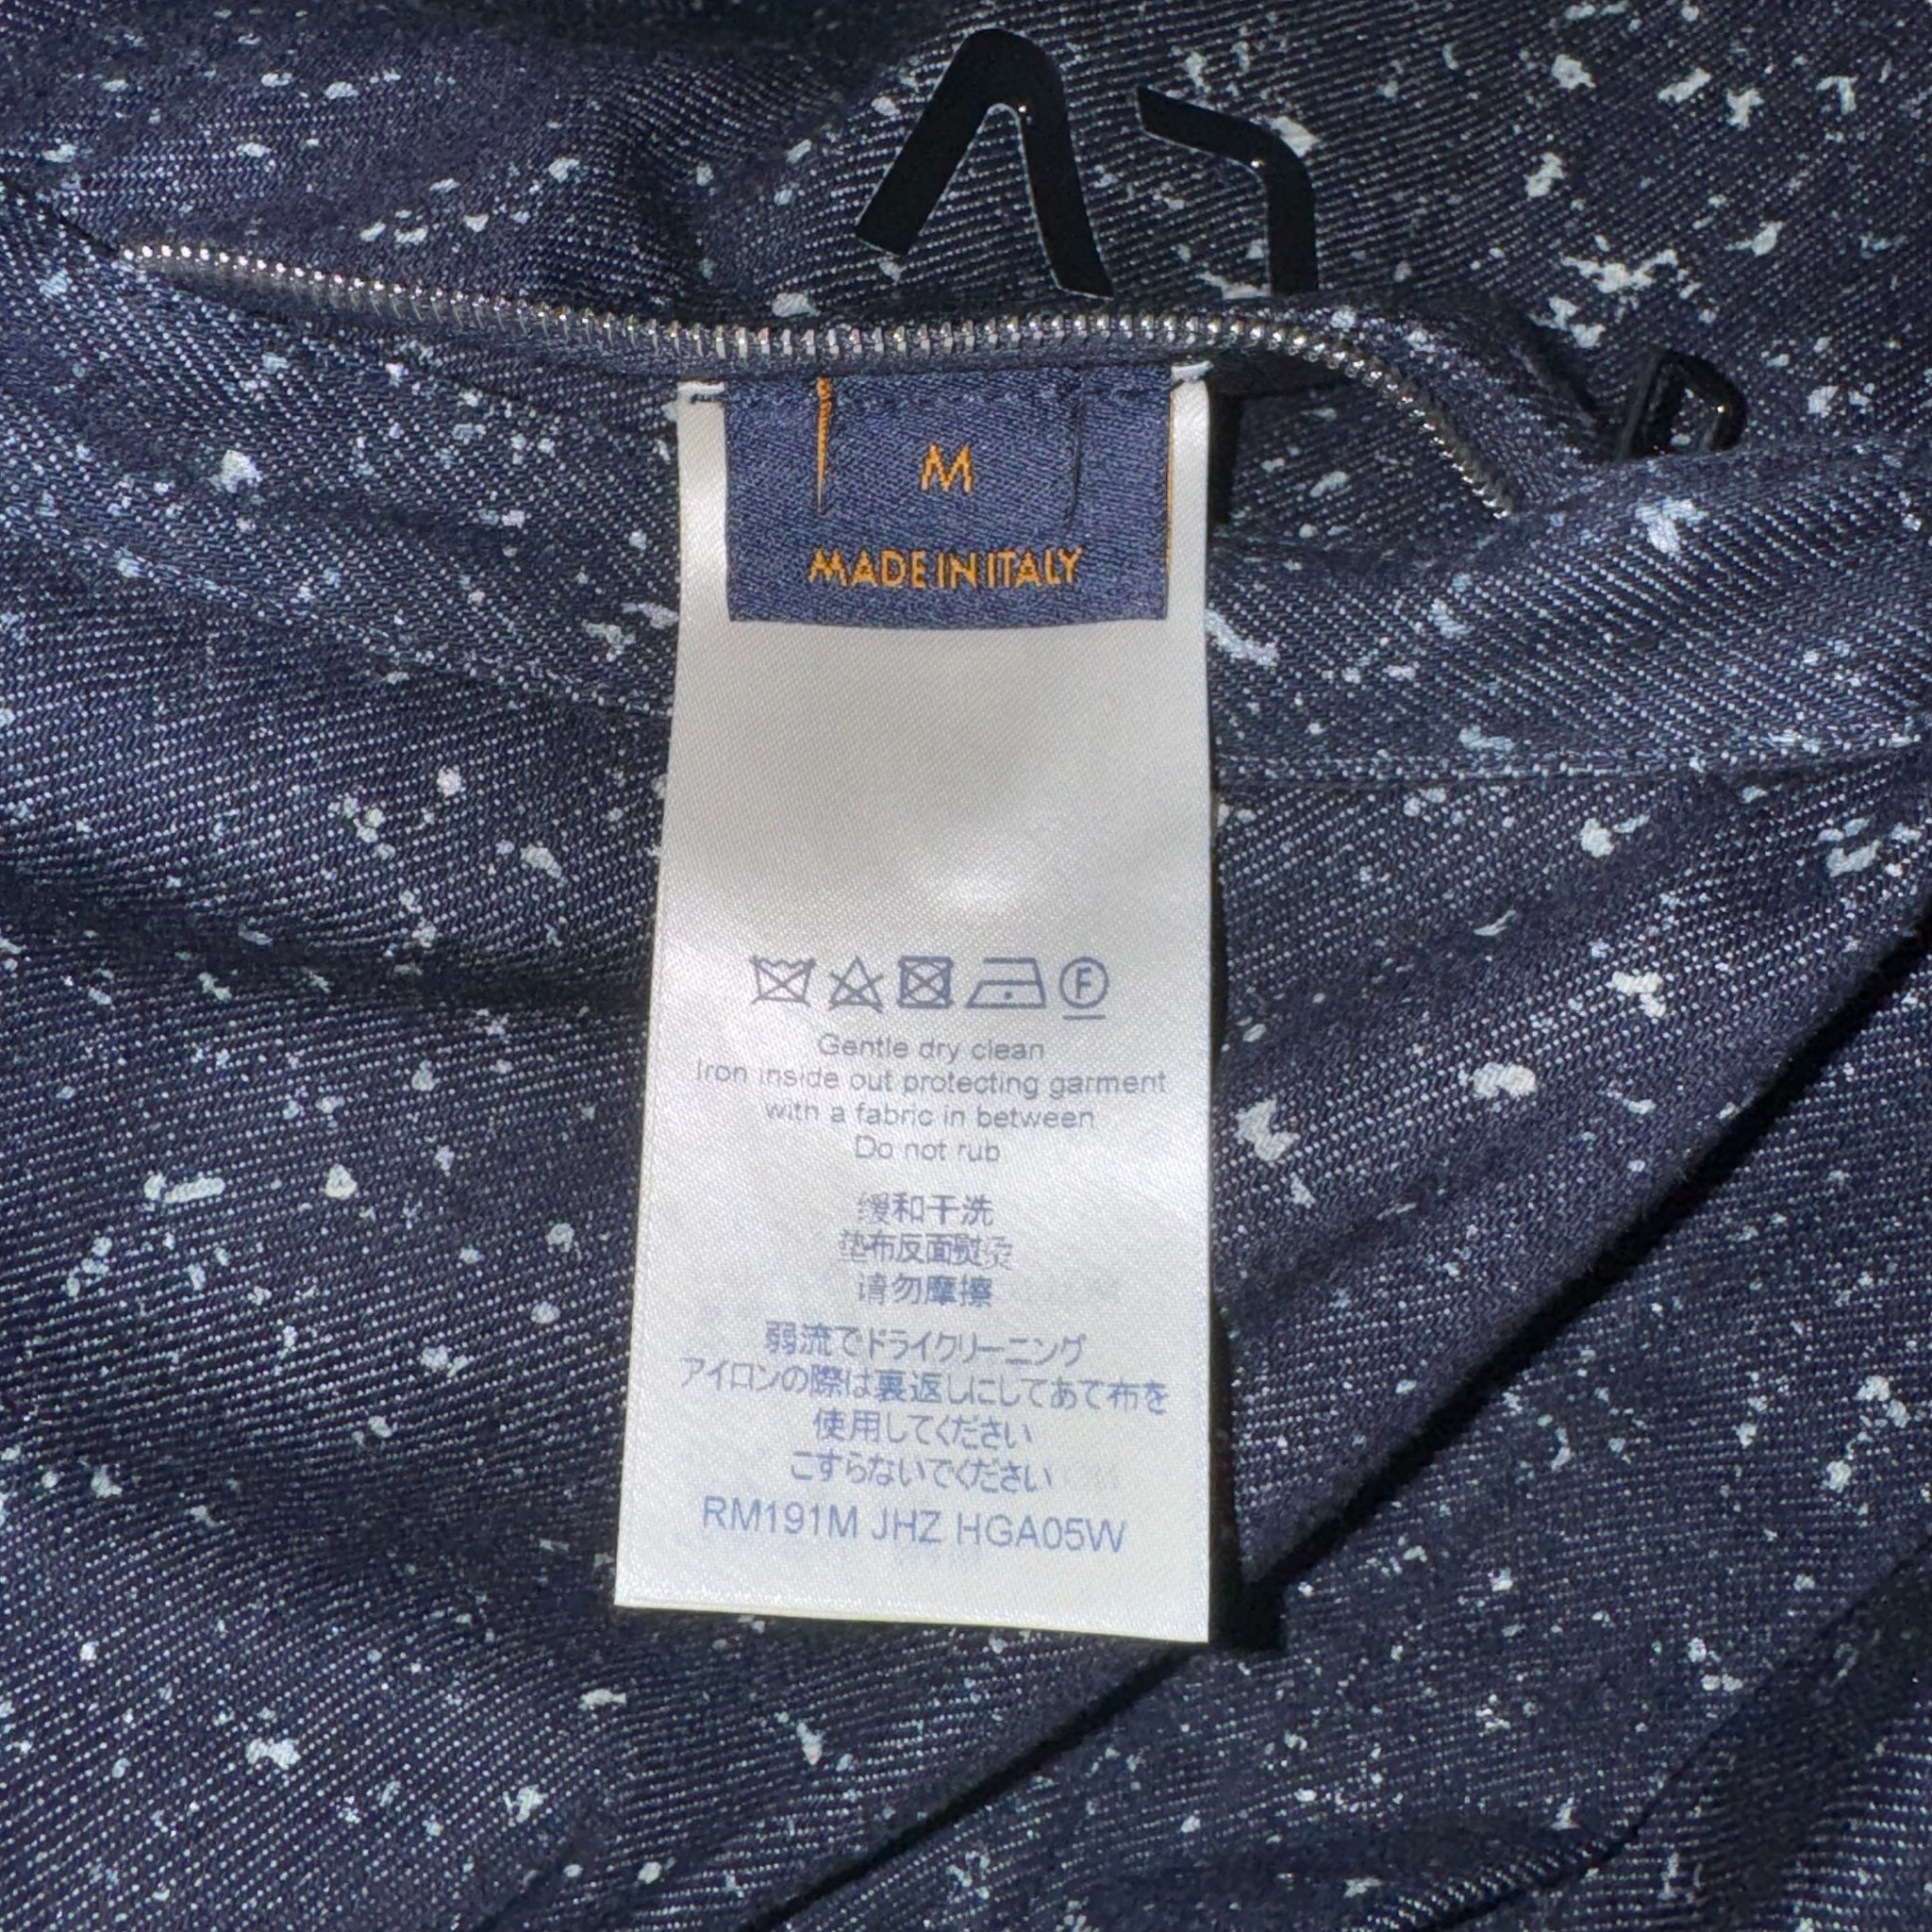 M
MADE IN ITALY
F
Gentle dry clean
Iron inside out protecting garment
with a fabric in between
Do not rub
缓和干洗
垫布反面熨烫
请勿摩擦
弱流でドライクリーニング
アイロンの際は裏返しにしてあて布を
使用してください
こすらないでください
RM191M JHZ HGA05W